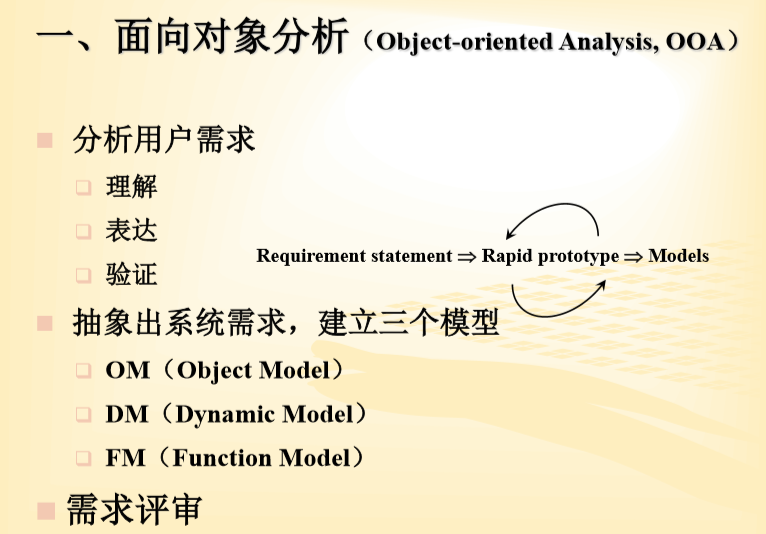 一、面向对象分析（Object-oriented Analysis, OOA）
分析用户需求
理解
表达
验证
Requirement statement ⇒ Rapid prototype ⇒ Models
抽象出系统需求，建立三个模型
OM（Object Model）
DM（Dynamic Model）
FM（Function Model）
需求评审